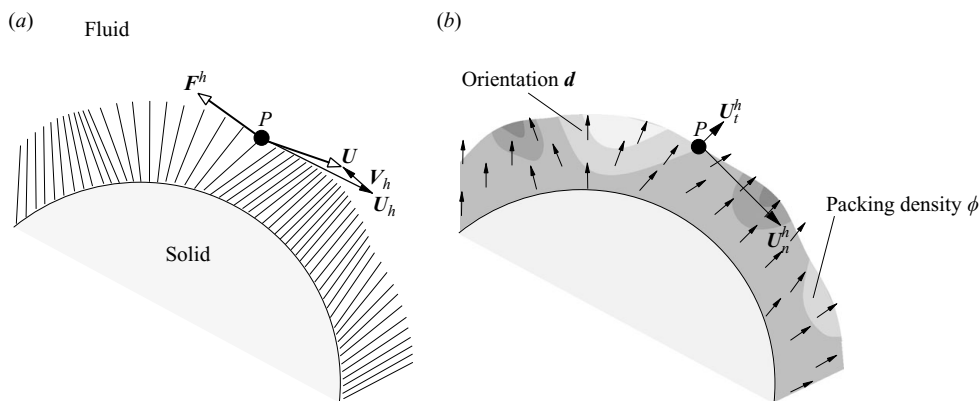 (a)
Fluid
F^h
P
U
V_h
U_h
Solid
(b)
Orientation d
P
U_t^h
Packing density ϕ
U_n^h